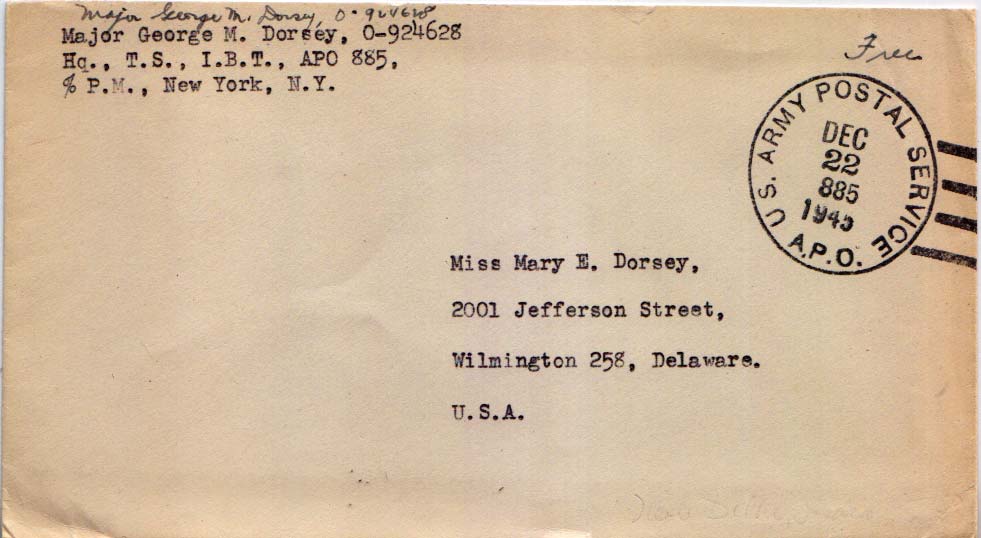 Major George M. Dorsey, O-924628
Major George M. Dorsey, O-924628
Hq., T.S., I.B.T., APO 885,
% P.M., New York, N.Y.
Free
U.S. ARMY POSTAL SERVICE
DEC
22
885
1945
A.P.O.
Miss Mary E. Dorsey,
2001 Jefferson Street,
Wilmington 258, Delaware.
U.S.A.